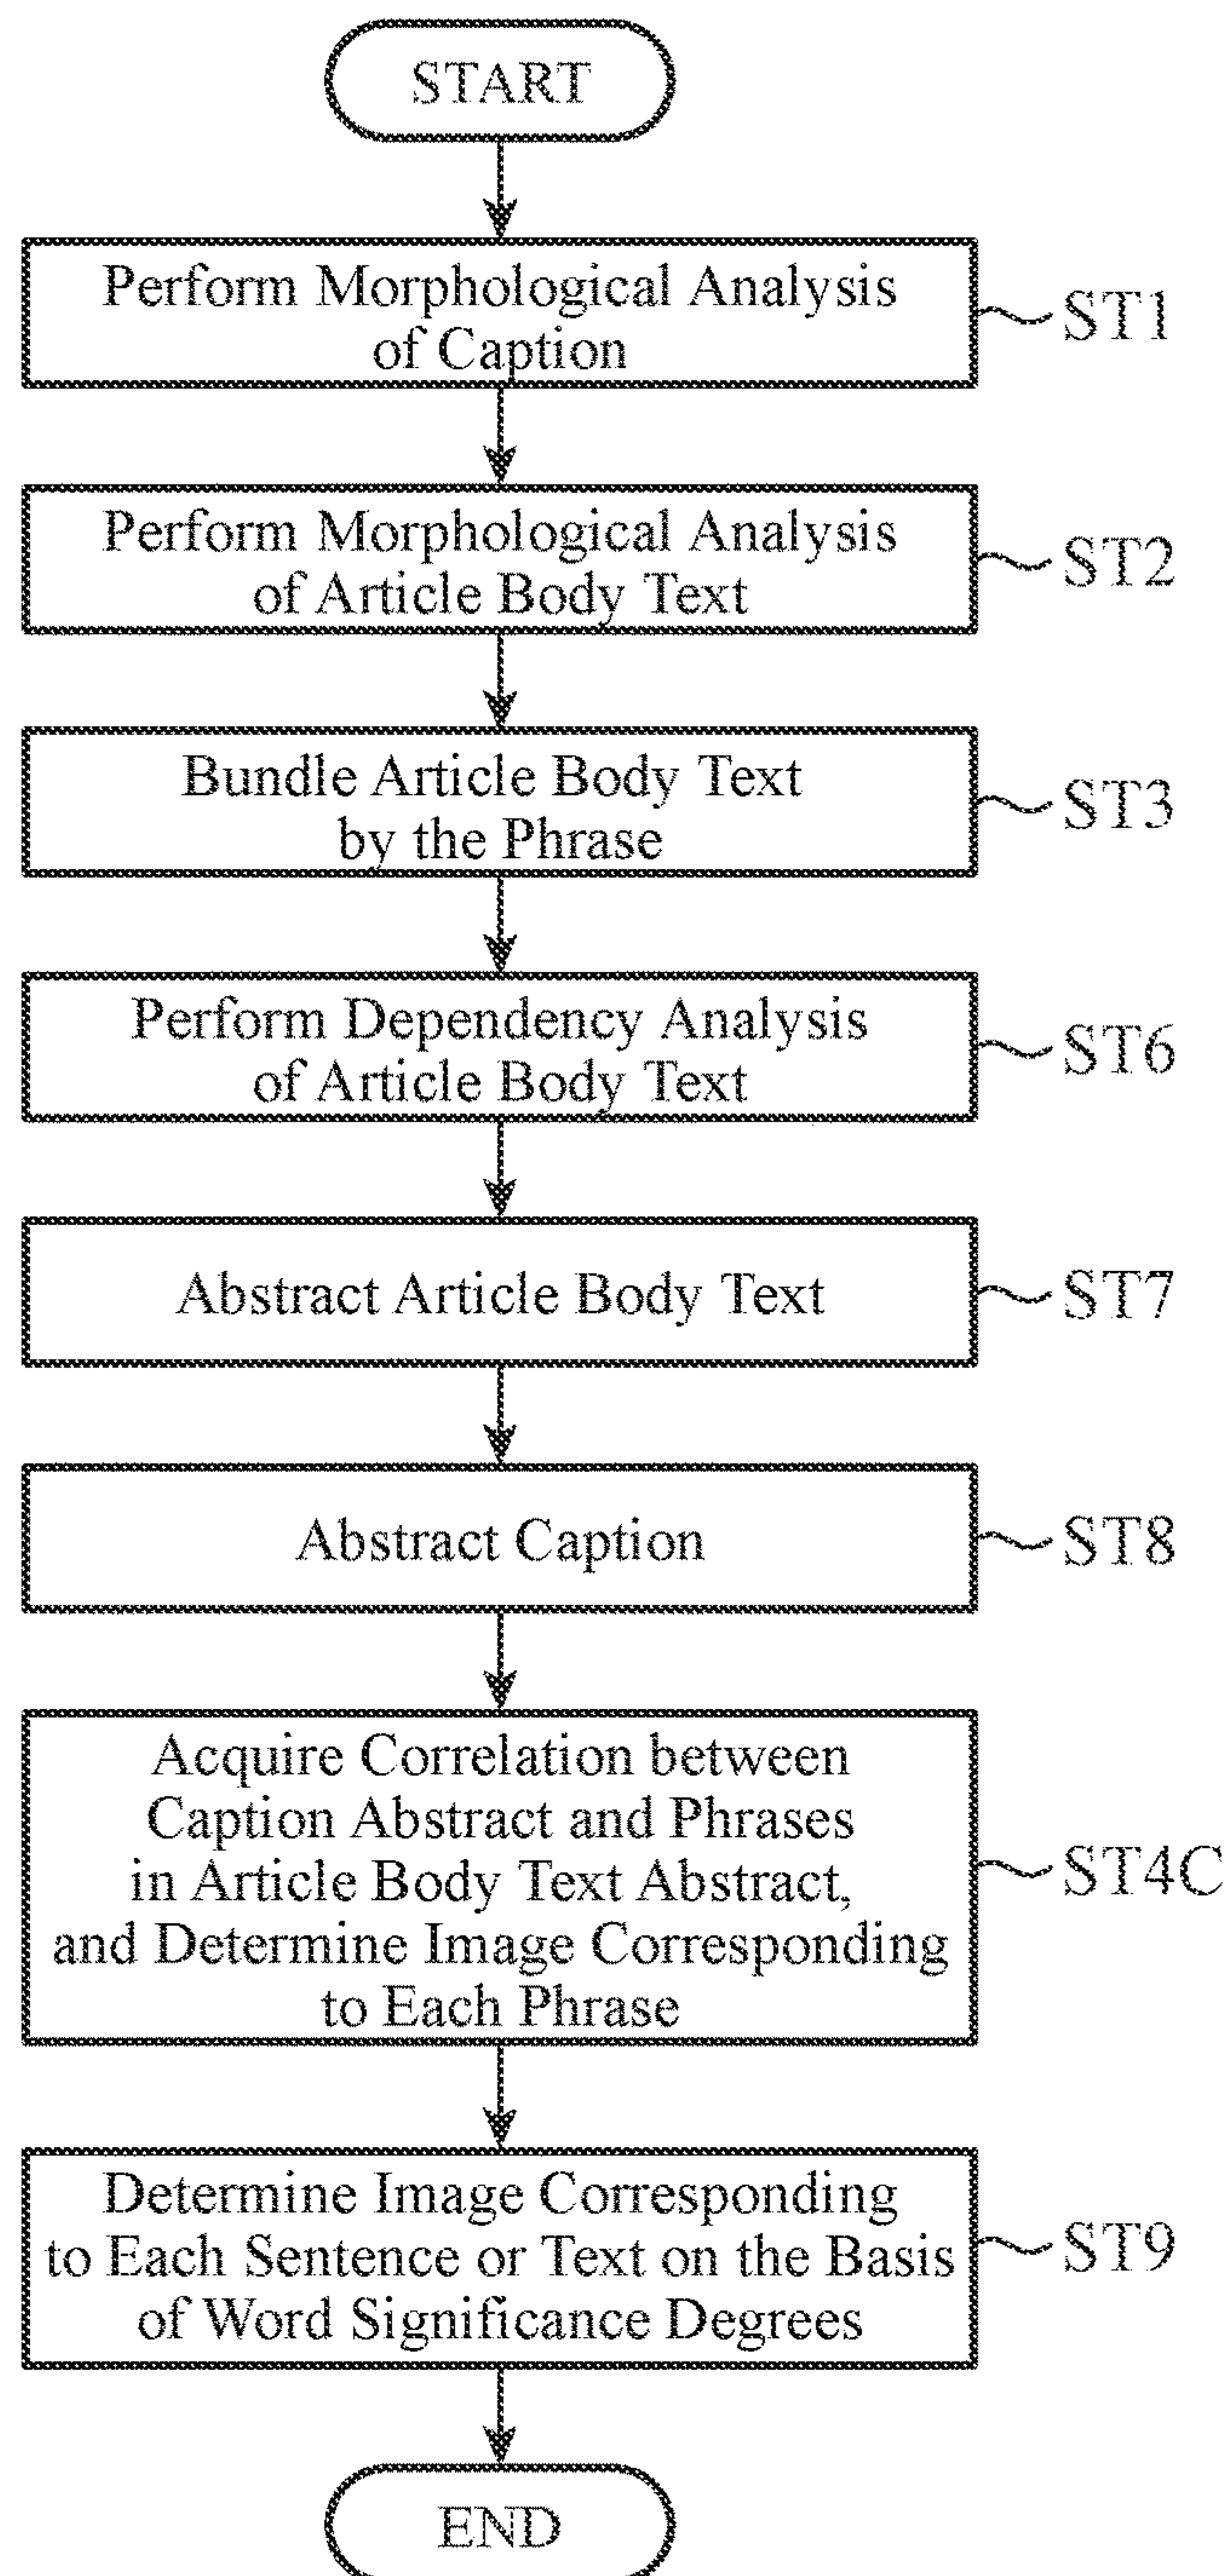 START
Perform Morphological Analysis
of Caption
ST1
Perform Morphological Analysis
of Article Body Text
ST2
Bundle Article Body Text
by the Phrase
ST3
Perform Dependency Analysis
of Article Body Text
ST6
Abstract Article Body Text
ST7
Abstract Caption
ST8
Acquire Correlation between
Caption Abstract and Phrases
in Article Body Text Abstract,
and Determine Image Corresponding
to Each Phrase
ST4C
Determine Image Corresponding
to Each Sentence or Text on the Basis
of Word Significance Degrees
ST9
END